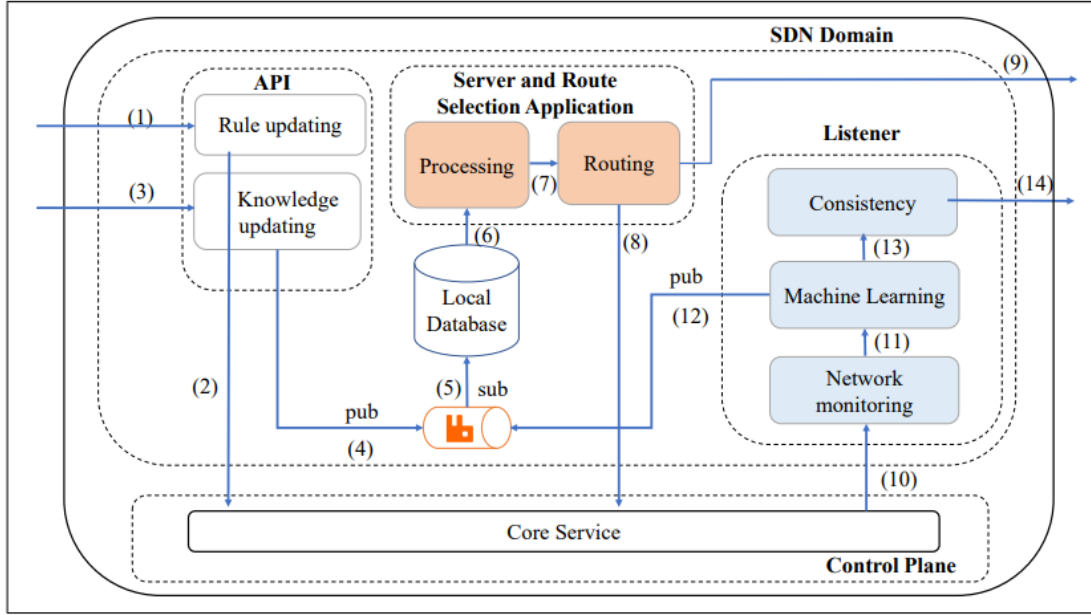 SDN Domain
(9)
API
Server and Route
Selection Application
(1)
Rule updating
Listener
Processing
(7)
Routing
(3)
Knowledge
updating
Consistency
(14)
(6)
(8)
(13)
pub
Local
Database
Machine Learning
(12)
(11)
(2)
(5)
sub
Network
monitoring
pub
(4)
(10)
Core Service
Control Plane